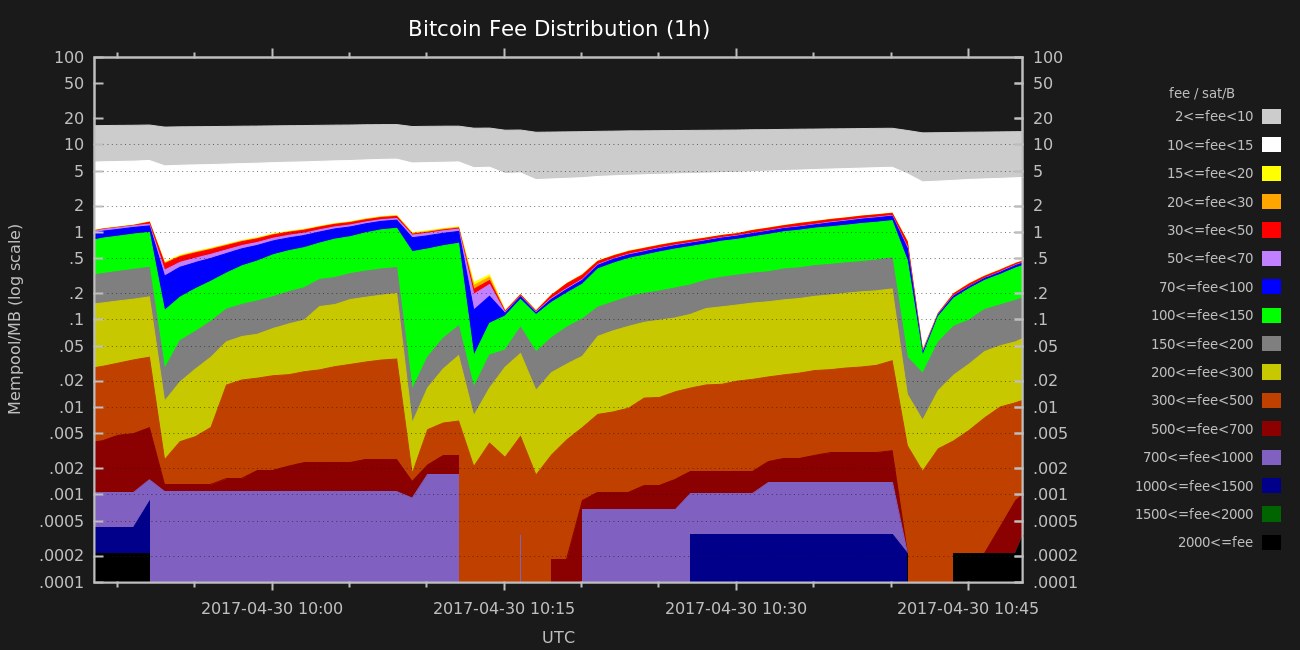 Bitcoin Fee Distribution (1h)
100
50
20
10
5
2
1
.5
.2
.1
.05
.02
.01
.005
.002
.001
.0005
.0002
.0001
Mempool/MB (log scale)
100
50
20
10
5
2
1
.5
.2
.1
.05
.02
.01
.005
.002
.001
.0005
.0002
.0001
fee / sat/B
2<=fee<10
10<=fee<15
15<=fee<20
20<=fee<30
30<=fee<50
50<=fee<70
70<=fee<100
100<=fee<150
150<=fee<200
200<=fee<300
300<=fee<500
500<=fee<700
700<=fee<1000
1000<=fee<1500
1500<=fee<2000
2000<=fee
2017-04-30 10:00
2017-04-30 10:15
2017-04-30 10:30
2017-04-30 10:45
UTC